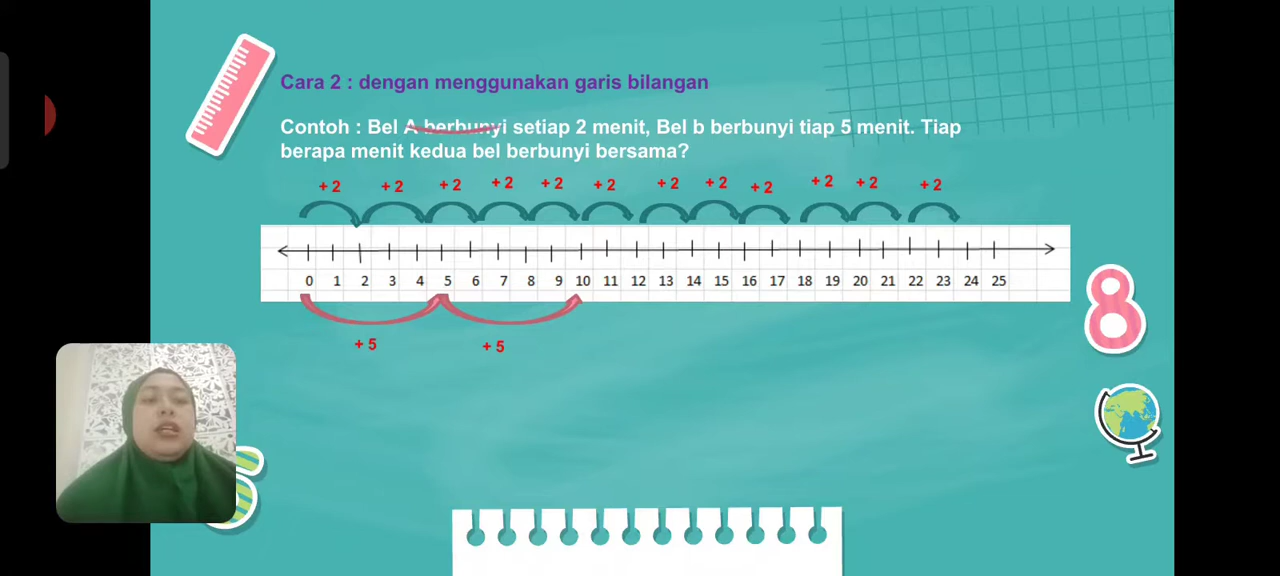 Cara 2 : dengan menggunakan garis bilangan
Contoh : Bel A berbunyi setiap 2 menit, Bel b berbunyi tiap 5 menit. Tiap
berapa menit kedua bel berbunyi bersama?
+ 2 + 2 + 2 + 2 + 2 + 2 + 2 + 2 + 2 + 2 + 2 + 2
0 1 2 3 4 5 6 7 8 9 10 11 12 13 14 15 16 17 18 19 20 21 22 23 24 25
+ 5 + 5
8